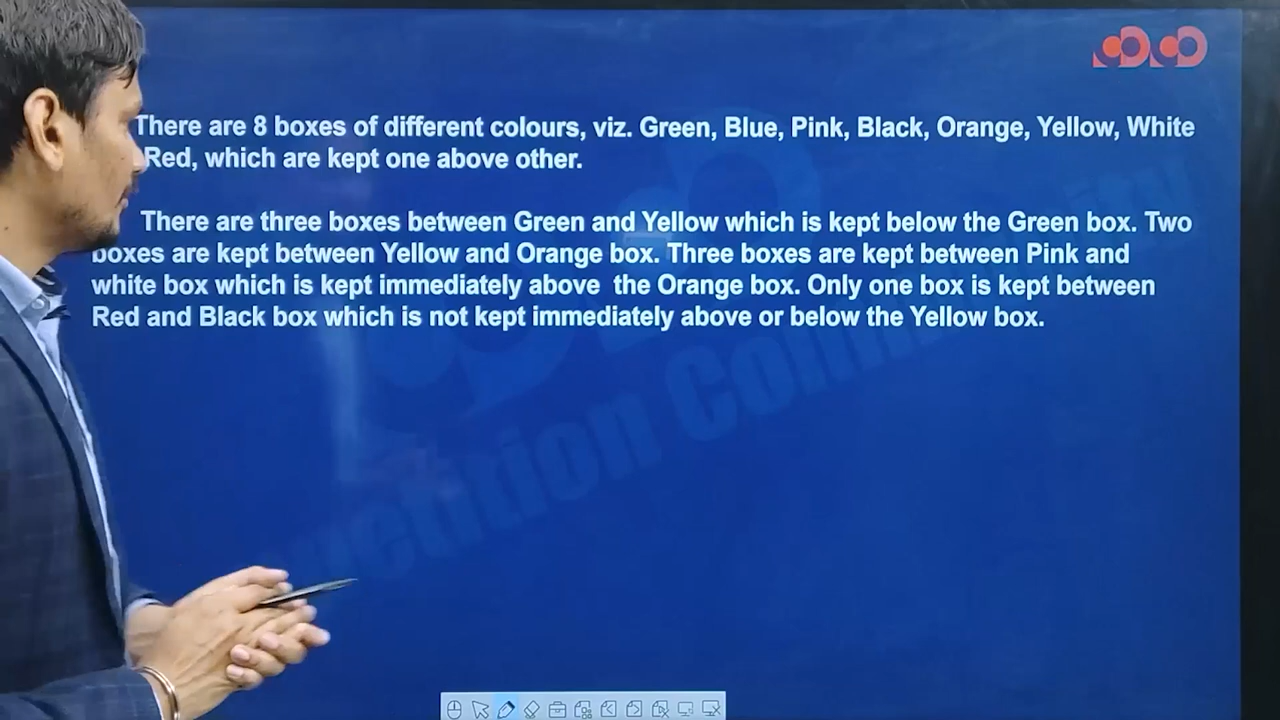 There are 8 boxes of different colours, viz. Green, Blue, Pink, Black, Orange, Yellow, White
Red, which are kept one above other.
There are three boxes between Green and Yellow which is kept below the Green box. Two
boxes are kept between Yellow and Orange box. Three boxes are kept between Pink and
white box which is kept immediately above the Orange box. Only one box is kept between
Red and Black box which is not kept immediately above or below the Yellow box.